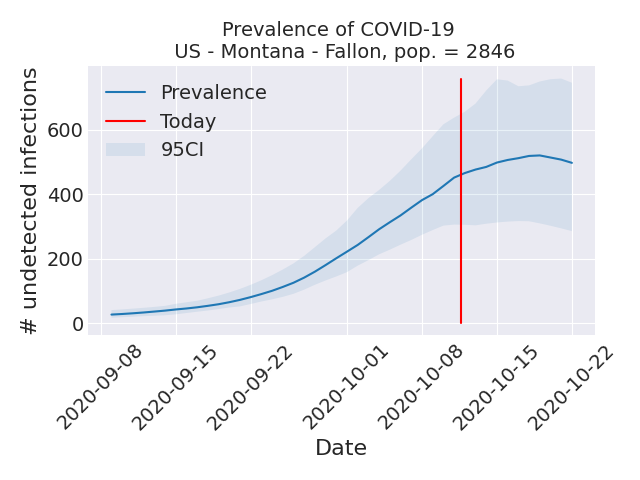 Prevalence of COVID-19
US - Montana - Fallon, pop. = 2846
# undetected infections
600
400
200
0
Prevalence
Today
95CI
2020-09-08
2020-09-15
2020-09-22
2020-10-01
2020-10-08
2020-10-15
2020-10-22
Date